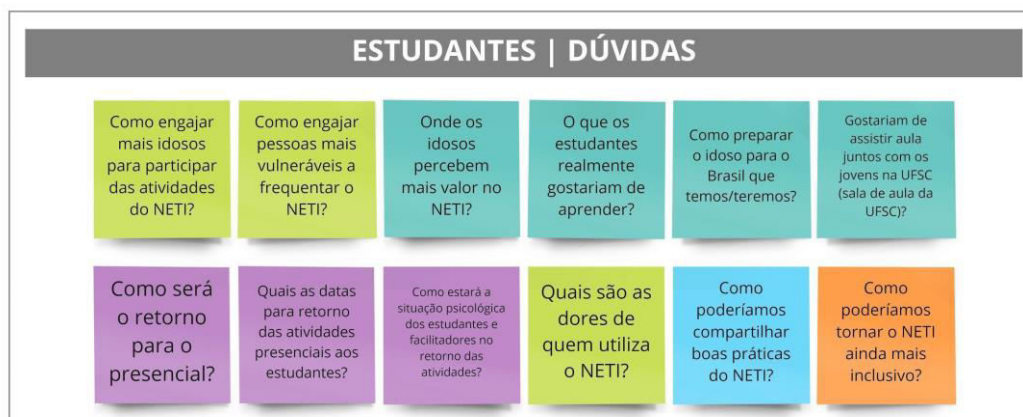 ESTUDANTES | DÚVIDAS
Como engajar
mais idosos
para participar
das atividades
do NETI?
Como engajar
pessoas mais
vulneráveis a
frequentar o
NETI?
Onde os
idosos
percebem
mais valor no
NETI?
O que os
estudantes
realmente
gostariam de
aprender?
Como preparar
o idoso para o
Brasil que
temos/teremos?
Gostariam de
assistir aula
juntos com os
jovens na UFSC
(sala de aula da
UFSC)?
Como será
o retorno
para o
presencial?
Quais as datas
para retorno
das atividades
presenciais aos
estudantes?
Como estará a
situação psicológica
dos estudantes e
facilitadores no
retorno das
atividades?
Quais são as
dores de
quem utiliza
o NETI?
Como
poderíamos
compartilhar
boas práticas
do NETI?
Como
poderíamos
tornar o NETI
ainda mais
inclusivo?